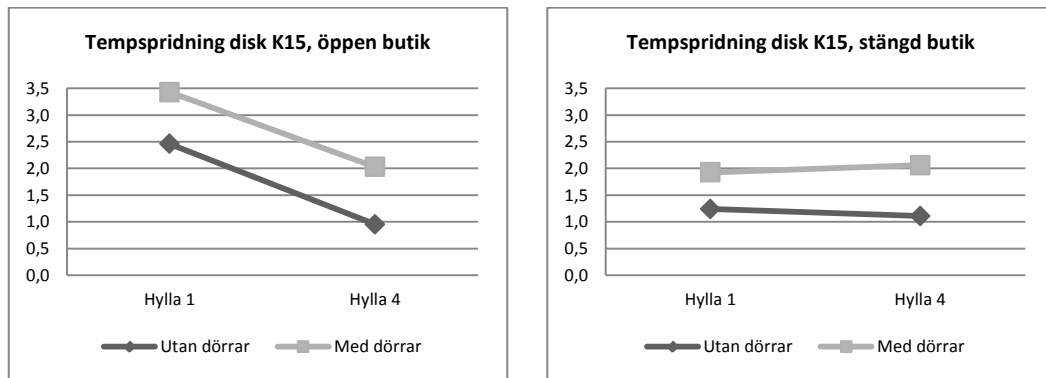 Tempspridning disk K15, öppen butik
3,5
3,0
2,5
2,0
1,5
1,0
0,5
0,0
Hylla 1 Hylla 4
Utan dörrar Med dörrar
Tempspridning disk K15, stängd butik
3,5
3,0
2,5
2,0
1,5
1,0
0,5
0,0
Hylla 1 Hylla 4
Utan dörrar Med dörrar